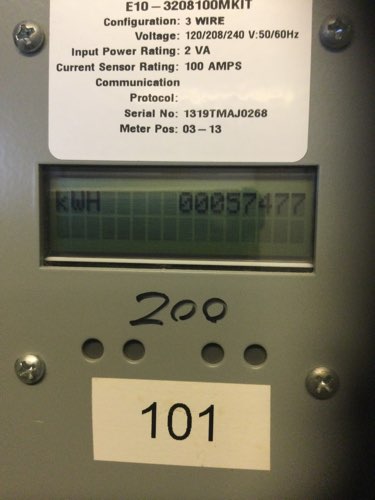 E10-3208100MKIT
Configuration: 3 WIRE
Voltage: 120/208/240 V:50/60Hz
Input Power Rating: 2 VA
Current Sensor Rating: 100 AMPS
Communication
Protocol:
Serial No: 1319TMAJ0268
Meter Pos: 03-13
kWH 00057477
200
101